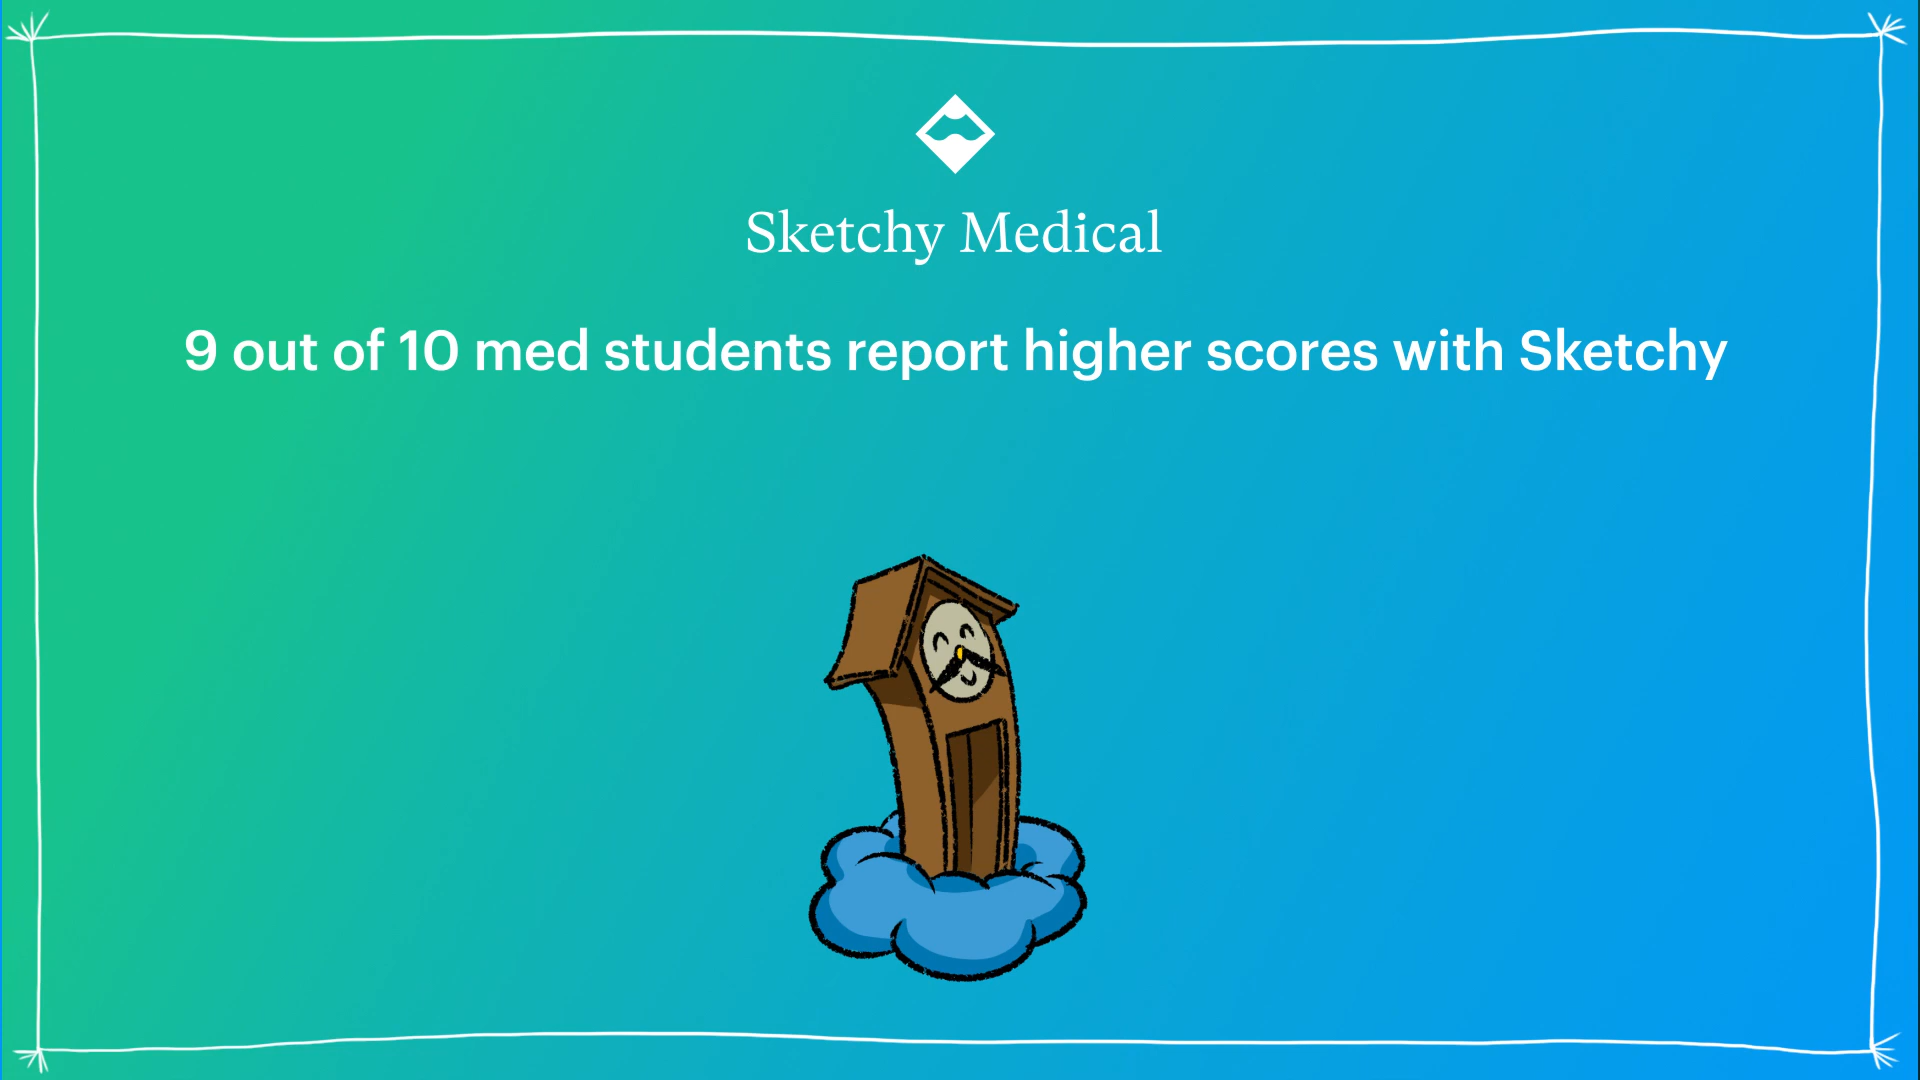 Sketchy Medical
9 out of 10 med students report higher scores with Sketchy